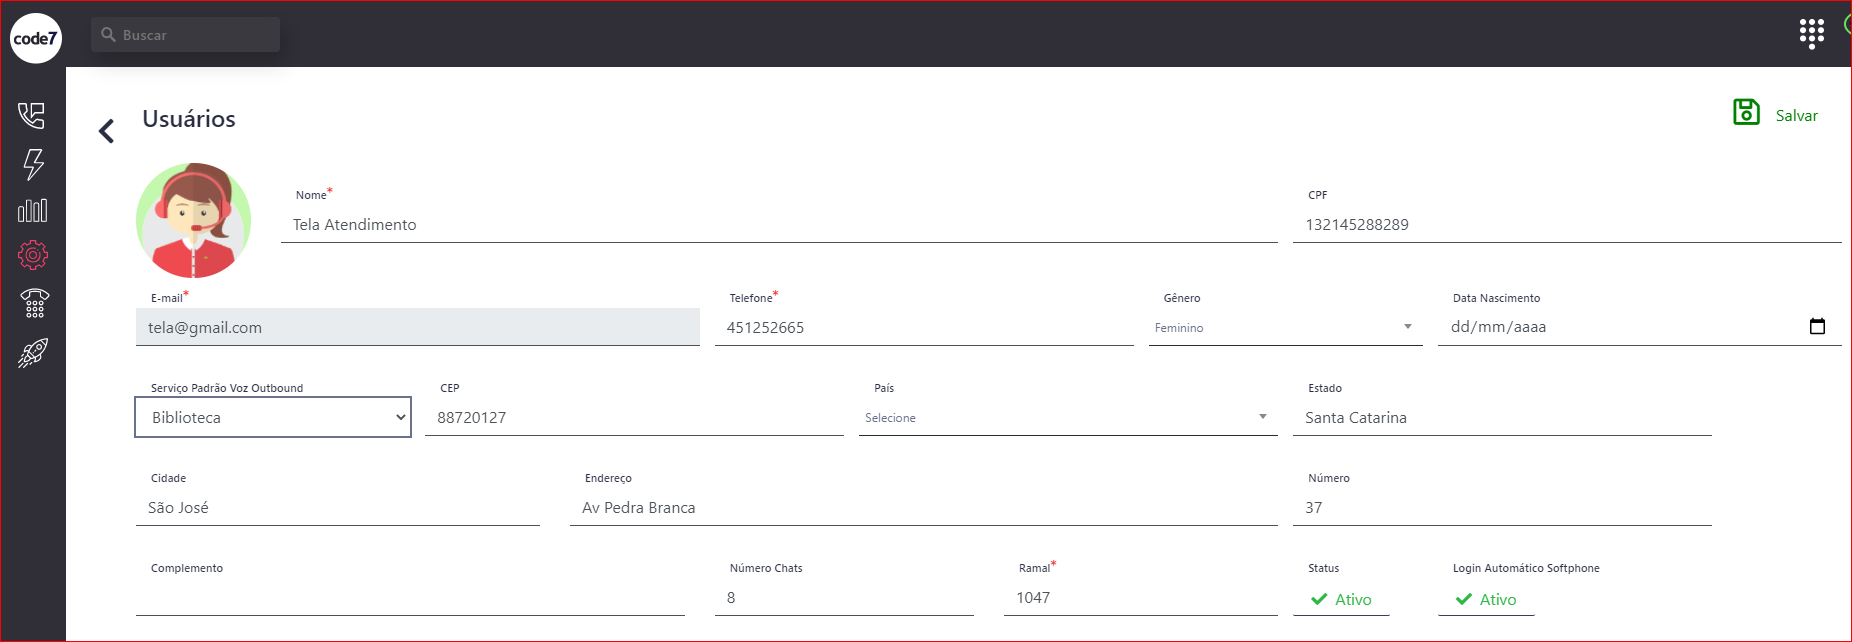 code7
Buscar
Usuários
Salvar
Nome*
CPF
Tela Atendimento
132145288289
E-mail*
Telefone*
Gênero
Data Nascimento
tela@gmail.com
451252665
Feminino
dd/mm/aaaa
Serviço Padrão Voz Outbound
CEP
País
Estado
Biblioteca
88720127
Selecione
Santa Catarina
Cidade
Endereço
Número
São José
Av Pedra Branca
37
Complemento
Número Chats
Ramal*
Status
Login Automático Softphone
8
1047
Ativo
Ativo